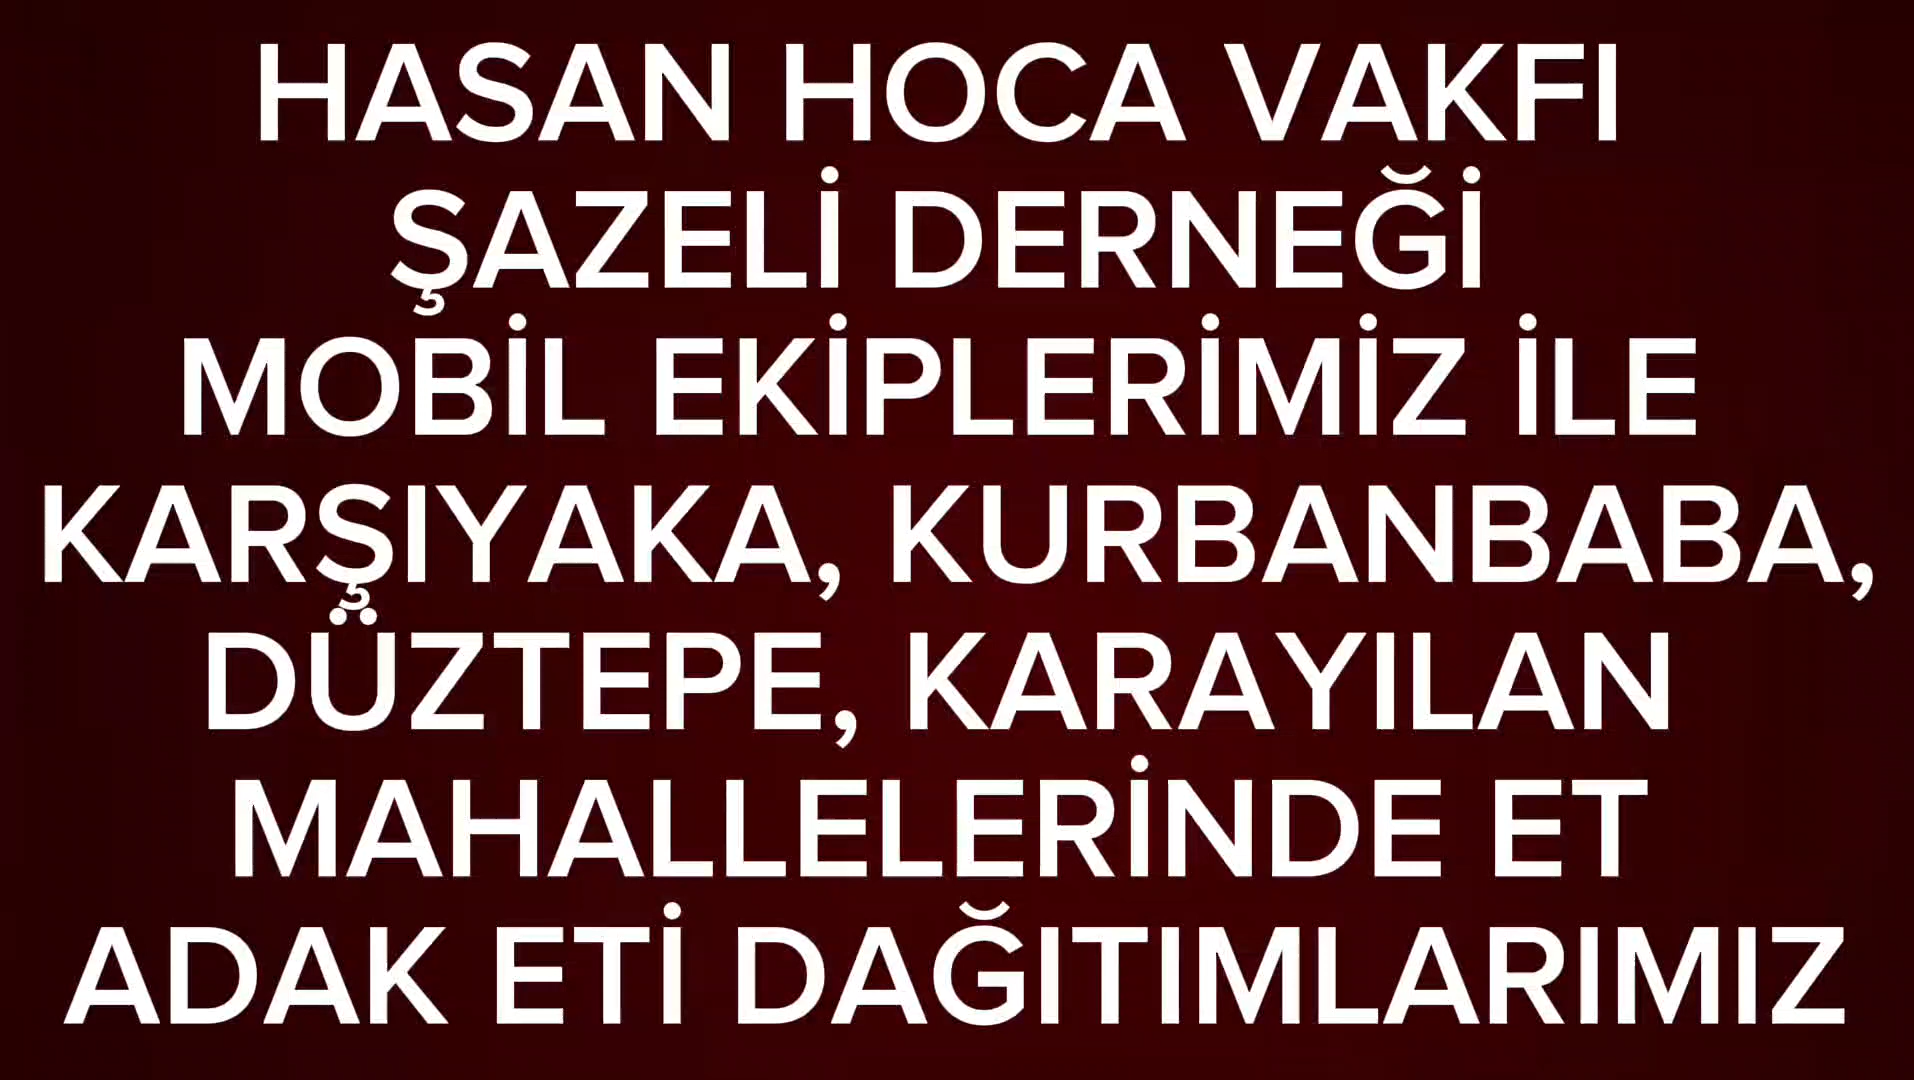 HASAN HOCA VAKFI
ŞAZELİ DERNEĞİ
MOBİL EKİPLERİMİZ İLE
KARŞIYAKA, KURBANBABA,
DÜZTEPE, KARAYILAN
MAHALLELERİNDE ET
ADAK ETİ DAĞITIMLARIMIZ